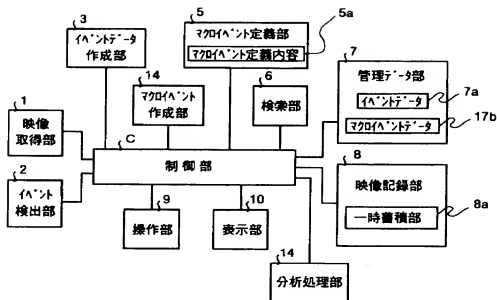 3
イベントデータ
作成部
5
マクロイベント定義部
マクロイベント定義内容
5a
14
マクロイベント
作成部
6
検索部
7
管理データ部
イベントデータ
7a
マクロイベントデータ
17b
1
映像
取得部
C
制御部
2
イベント
検出部
8
映像記録部
一時蓄積部
8a
操作部
9
表示部
10
14
分析処理部